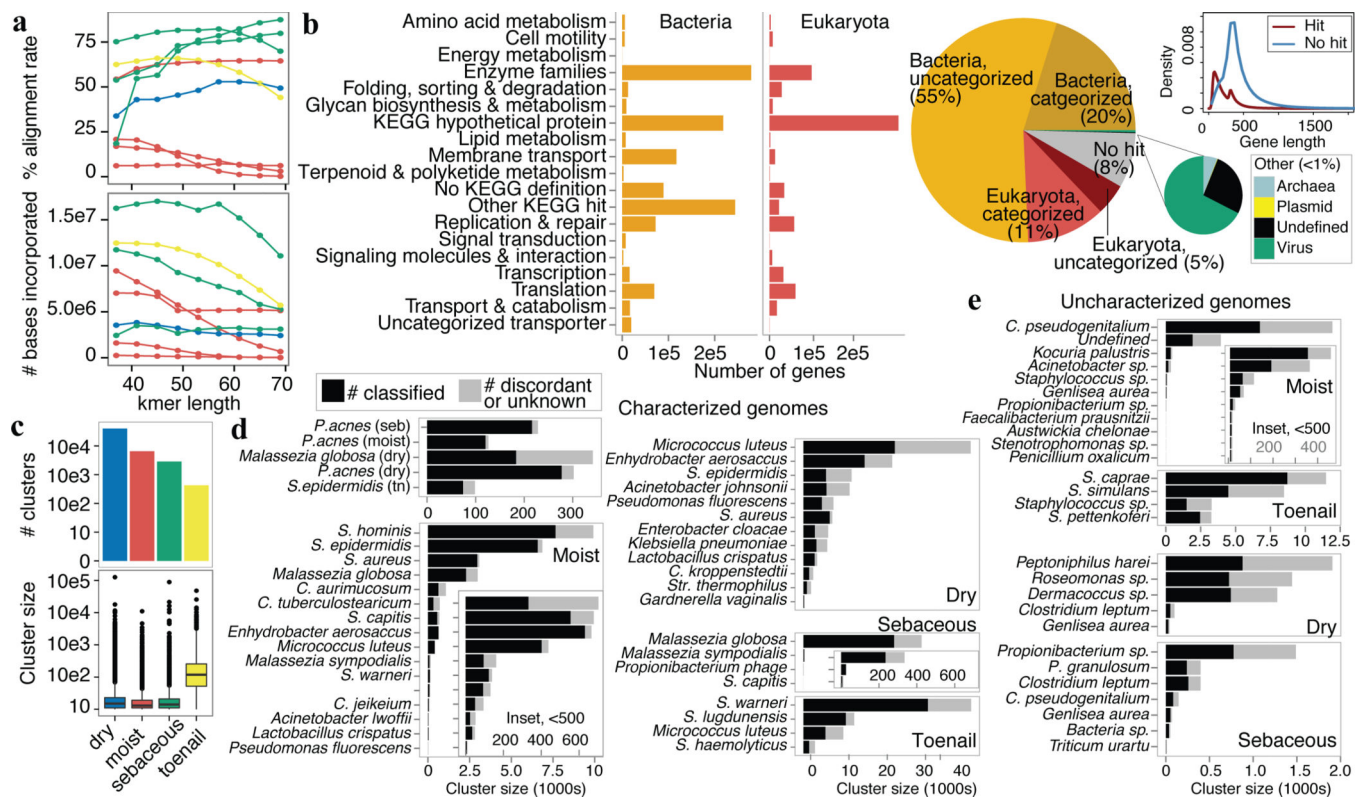 a
% alignment rate
75
50
25
0
# bases incorporated
1.5e7
1.0e7
5.0e6
0
40
50
60
70
kmer length
b
Bacteria
Eukaryota
Amino acid metabolism
Cell motility
Energy metabolism
Enzyme families
Folding, sorting & degradation
Glycan biosynthesis & metabolism
KEGG hypothetical protein
Lipid metabolism
Membrane transport
Terpenoid & polyketide metabolism
No KEGG definition
Other KEGG hit
Replication & repair
Signal transduction
Signaling molecules & interaction
Transcription
Translation
Transport & catabolism
Uncategorized transporter
0
1e5
2e5
0
1e5
2e5
Number of genes
Bacteria,
uncategorized
(55%)
Bacteria,
catgeorized
(20%)
No hit
(8%)
Eukaryota,
categorized
(11%)
Eukaryota,
uncategorized (5%)
Hit
No hit
Density
0.008
0
0
500
1500
Gene length
Other (<1%)
Archaea
Plasmid
Undefined
Virus
c
# clusters
10e4
10e3
10e2
10
0
Cluster size
10e5
10e4
10e3
10e2
10
dry
moist
sebaceous
toenail
# classified
# discordant
or unknown
d
Characterized genomes
P.acnes (seb)
P.acnes (moist)
Malassezia globosa (dry)
P.acnes (dry)
S.epidermidis (tn)
0
100
200
300
Moist
S. hominis
S. epidermidis
S. aureus
Malassezia globosa
C. aurimucosum
C. tuberculostearicum
S. capitis
Enhydrobacter aerosaccus
Micrococcus luteus
Malassezia sympodialis
S. warneri
C. jeikeium
Acinetobacter lwoffii
Lactobacillus crispatus
Pseudomonas fluorescens
Inset, <500
0
200
400
600
0
5
10
Cluster size (1000s)
Micrococcus luteus
Enhydrobacter aerosaccus
S. epidermidis
Acinetobacter johnsonii
Pseudomonas fluorescens
S. aureus
Enterobacter cloacae
Klebsiella pneumoniae
Lactobacillus crispatus
C. kroppenstedtii
Str. thermophilus
Gardnerella vaginalis
Dry
Sebaceous
Malassezia globosa
Malassezia sympodialis
Propionibacterium phage
S. capitis
0
200
400
600
S. warneri
S. lugdunensis
Micrococcus luteus
S. haemolyticus
Toenail
0
10
20
30
40
Cluster size (1000s)
e
Uncharacterized genomes
C. pseudogenitalium
Undefined
Kocuria palustris
Acinetobacter sp.
Staphylococcus sp.
Genlisea aurea
Propionibacterium sp.
Faecalibacterium prausnitzii
Austwickia chelonae
Stenotrophomonas sp.
Penicillium oxalicum
Moist
Inset, <500
200
400
S. caprae
S. simulans
Staphylococcus sp.
S. pettenkoferi
Toenail
0
2.5
5.0
7.5
10.0
12.5
Peptoniphilus harei
Roseomonas sp.
Dermacoccus sp.
Clostridium leptum
Genlisea aurea
Dry
Propionibacterium sp.
P. granulosum
Clostridium leptum
C. pseudogenitalium
Genlisea aurea
Bacteria sp.
Triticum urartu
Sebaceous
0
0.5
1.0
1.5
2.0
Cluster size (1000s)